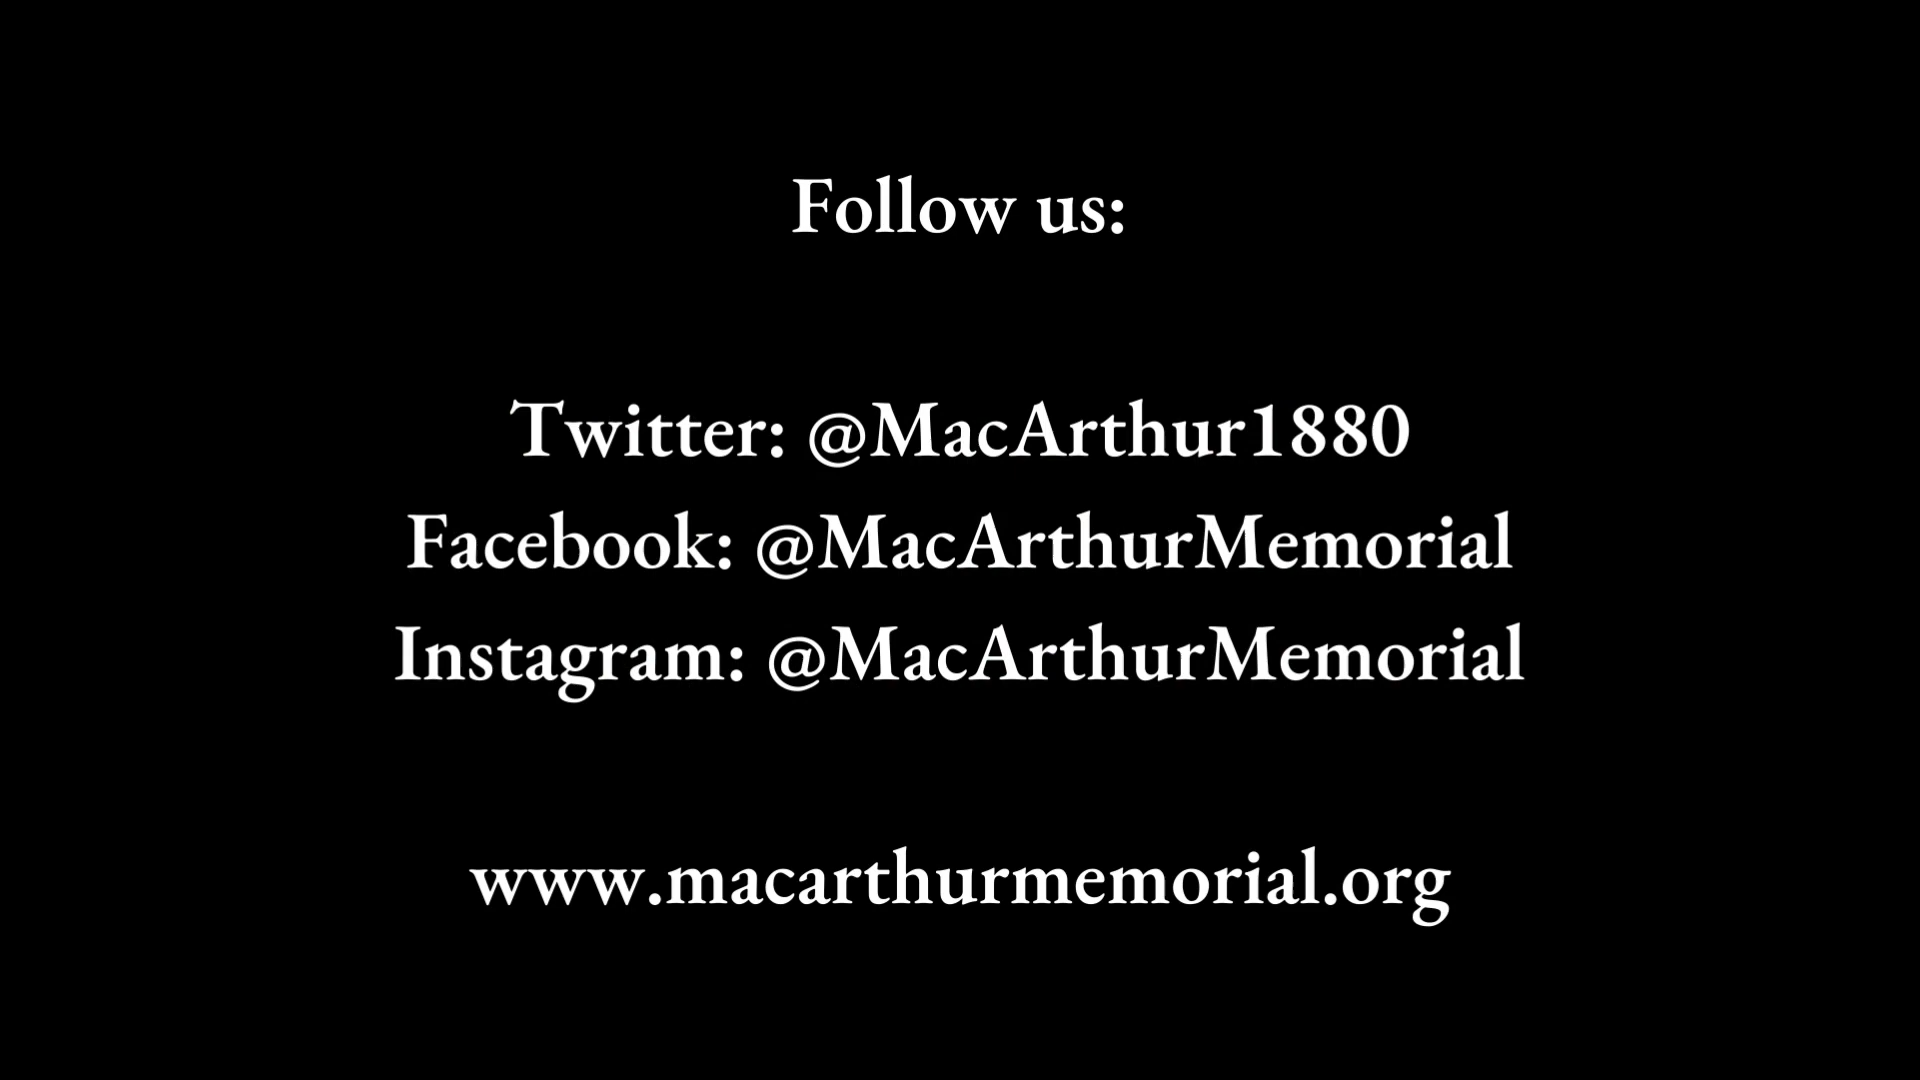 Follow us:
Twitter: @MacArthur1880
Facebook: @MacArthurMemorial
Instagram: @MacArthurMemorial
www.macarthurmemorial.org